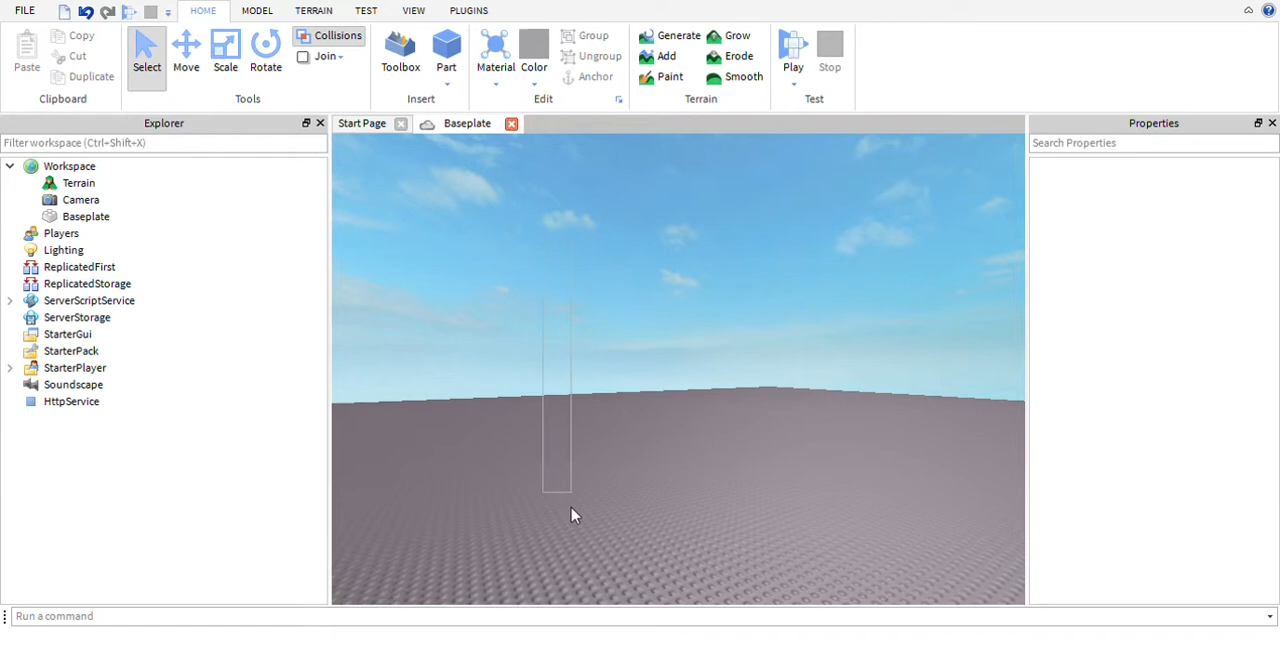 FILE HOME MODEL TERRAIN TEST VIEW PLUGINS
Copy Collisions Group Generate Grow
Cut Join Ungroup Add Erode
Paste Duplicate Select Move Scale Rotate Toolbox Part Material Color Anchor Paint Smooth Play Stop
Clipboard Tools Insert Edit Terrain Test
Explorer Start Page Baseplate Properties
Filter workspace (Ctrl+Shift+X) Search Properties
Workspace
Terrain
Camera
Baseplate
Players
Lighting
ReplicatedFirst
ReplicatedStorage
ServerScriptService
ServerStorage
StarterGui
StarterPack
StarterPlayer
Soundscape
HttpService
Run a command